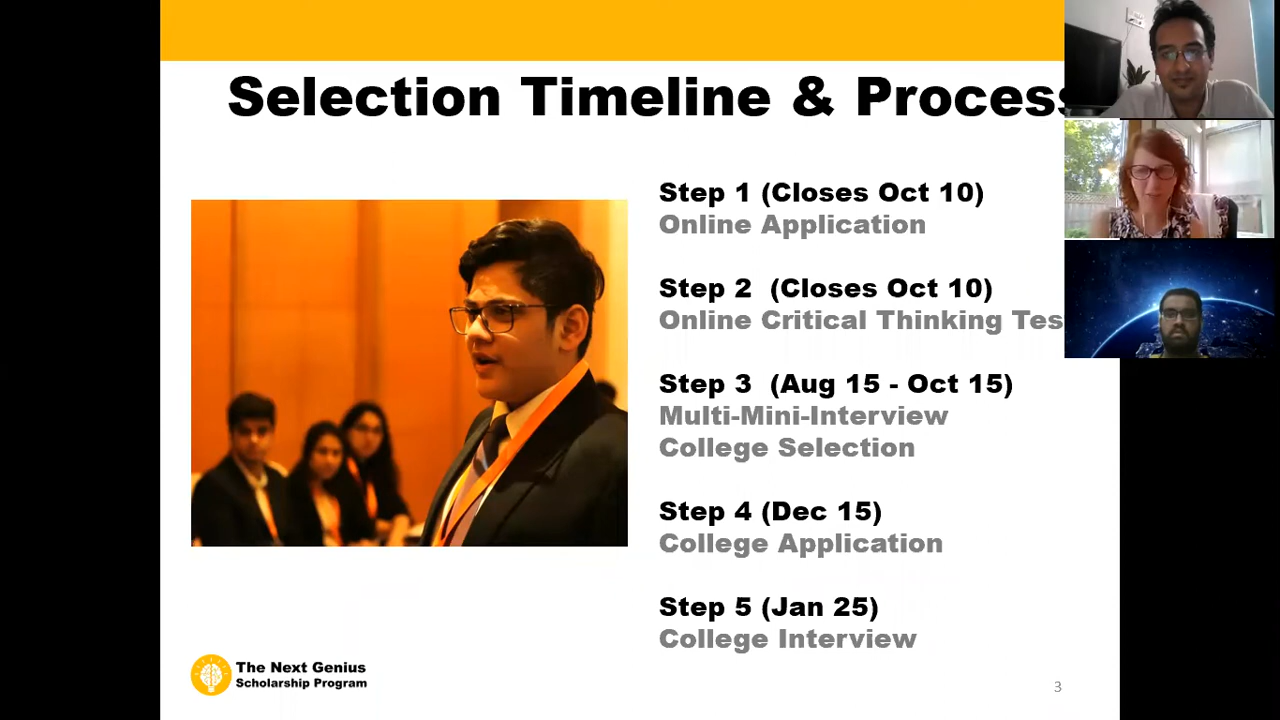 Selection Timeline & Process
Step 1 (Closes Oct 10)
Online Application
Step 2 (Closes Oct 10)
Online Critical Thinking Tes
Step 3 (Aug 15 - Oct 15)
Multi-Mini-Interview
College Selection
Step 4 (Dec 15)
College Application
Step 5 (Jan 25)
College Interview
The Next Genius
Scholarship Program
3